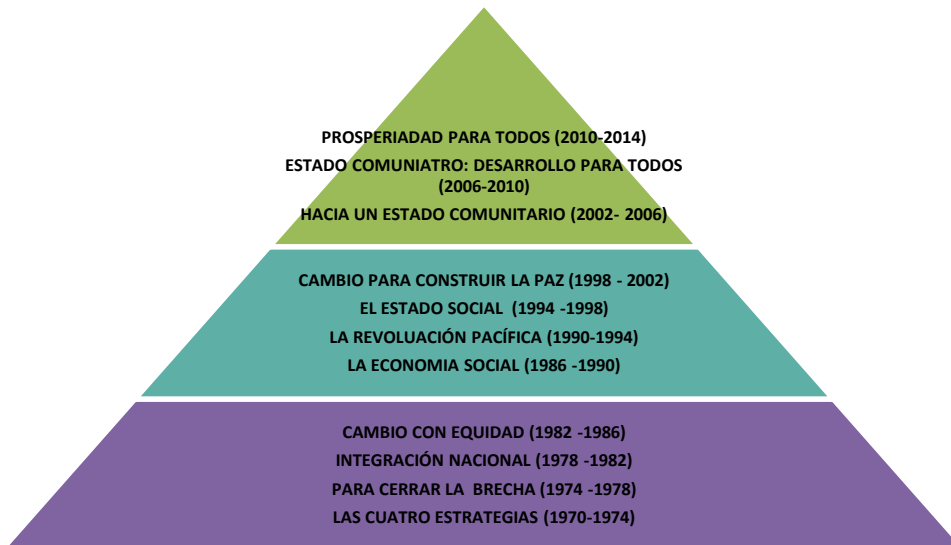 PROSPERIADAD PARA TODOS (2010-2014)
ESTADO COMUNIATRO: DESARROLLO PARA TODOS
(2006-2010)
HACIA UN ESTADO COMUNITARIO (2002- 2006)
CAMBIO PARA CONSTRUIR LA PAZ (1998 - 2002)
EL ESTADO SOCIAL  (1994 -1998)
LA REVOLUACIÓN PACÍFICA (1990-1994)
LA ECONOMIA SOCIAL (1986 -1990)
CAMBIO CON EQUIDAD (1982 -1986)
INTEGRACIÓN NACIONAL (1978 -1982)
PARA CERRAR LA  BRECHA (1974 -1978)
LAS CUATRO ESTRATEGIAS (1970-1974)